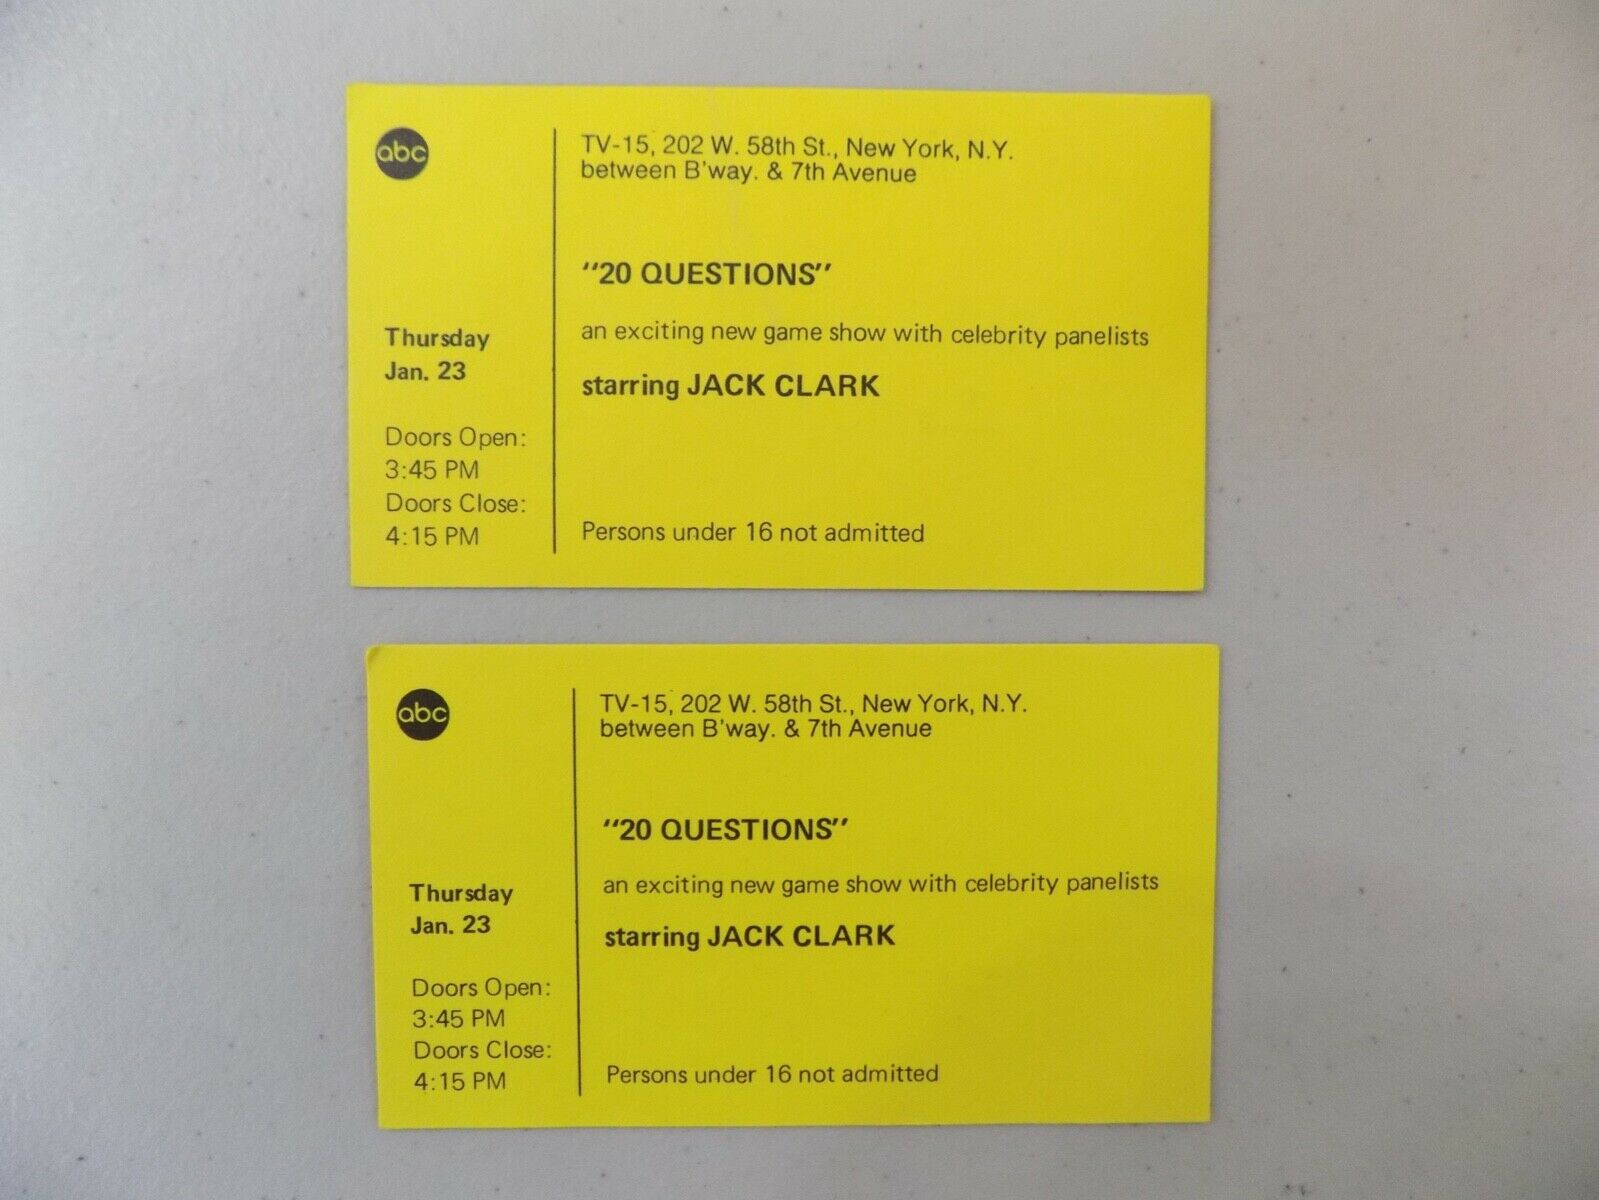 abc
TV-15, 202 W. 58th St., New York, N.Y.
between B'way. & 7th Avenue
"20 QUESTIONS"
an exciting new game show with celebrity panelists
starring JACK CLARK
Thursday
Jan. 23
Doors Open:
3:45 PM
Doors Close:
4:15 PM
Persons under 16 not admitted
abc
TV-15, 202 W. 58th St., New York, N.Y.
between B'way. & 7th Avenue
"20 QUESTIONS"
an exciting new game show with celebrity panelists
starring JACK CLARK
Thursday
Jan. 23
Doors Open:
3:45 PM
Doors Close:
4:15 PM
Persons under 16 not admitted